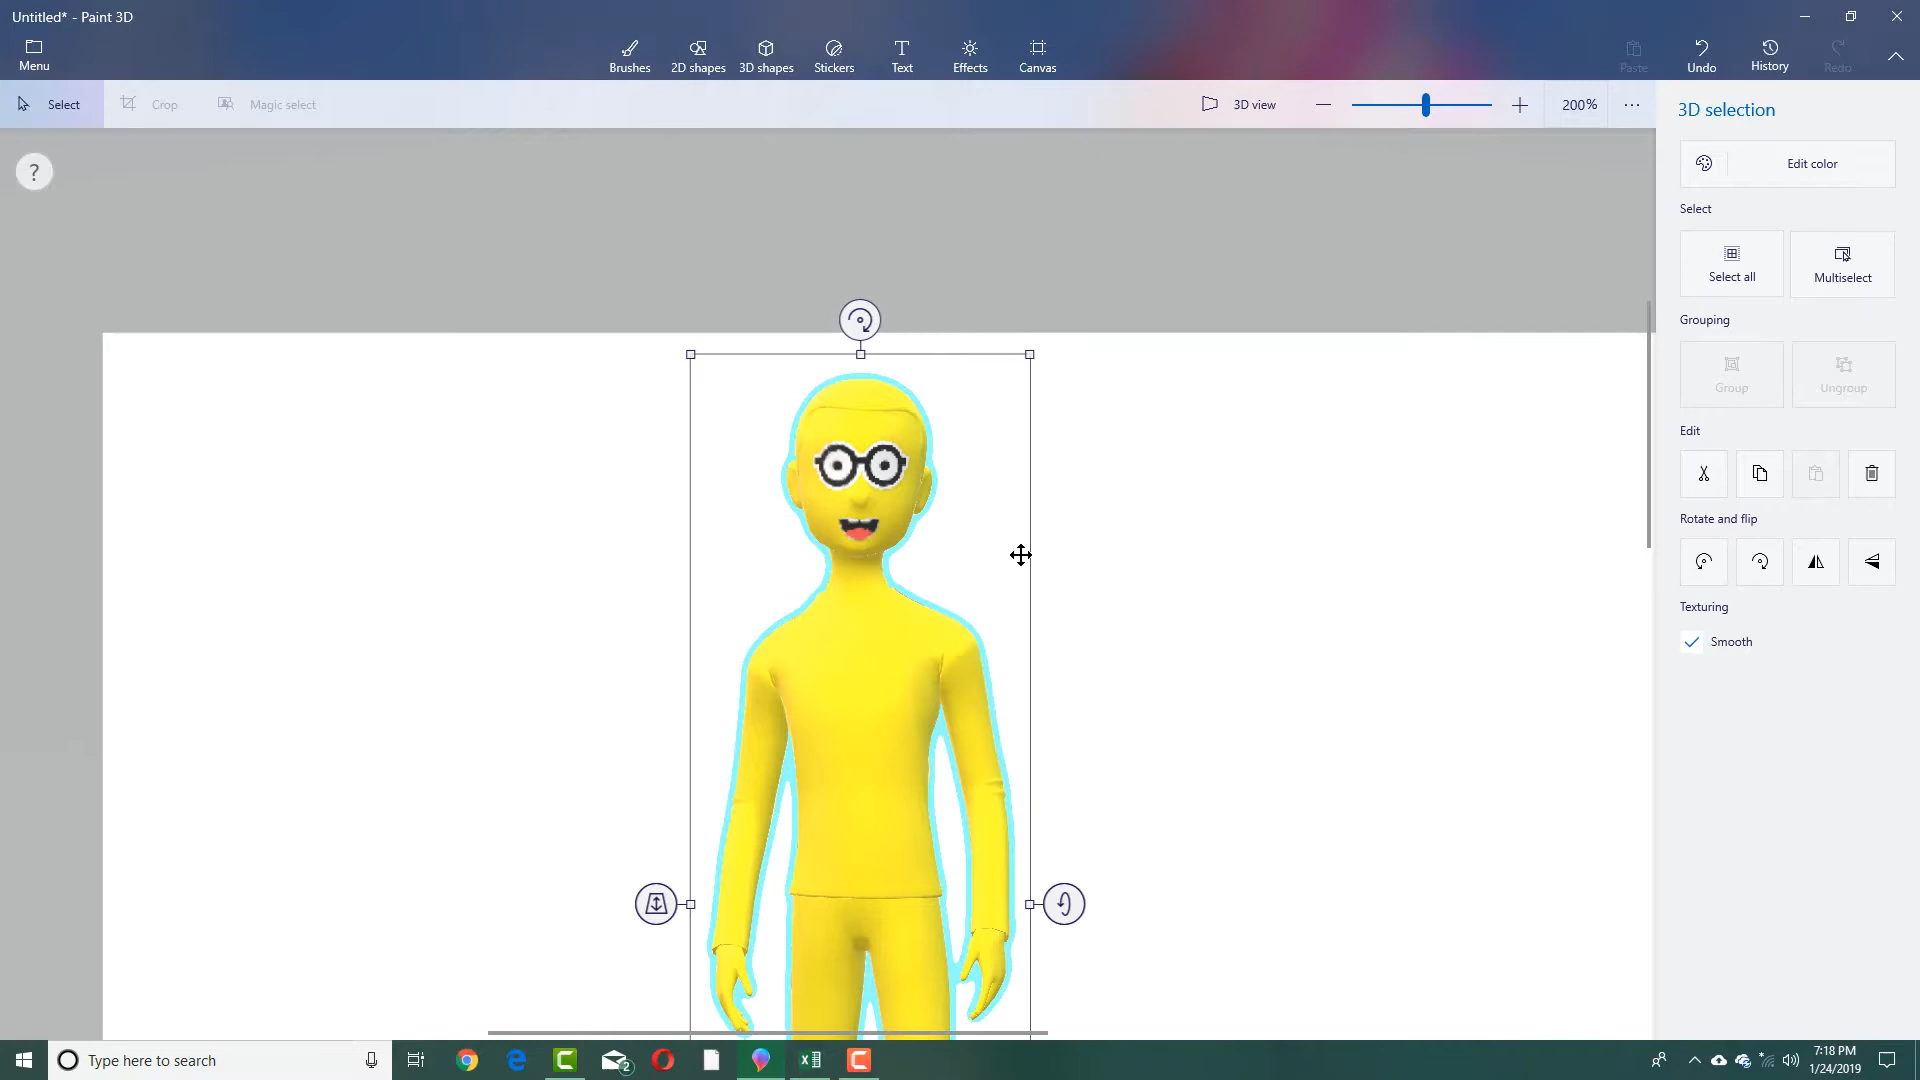 Untitled* - Paint 3D
Menu
Brushes
2D shapes
3D shapes
Stickers
Text
Effects
Canvas
Paste
Undo
History
Redo
Select
Crop
Magic select
3D view
200%
?
3D selection
Edit color
Select
Select all
Multiselect
Grouping
Group
Ungroup
Edit
Rotate and flip
Texturing
Smooth
Type here to search
2
7:18 PM
1/24/2019